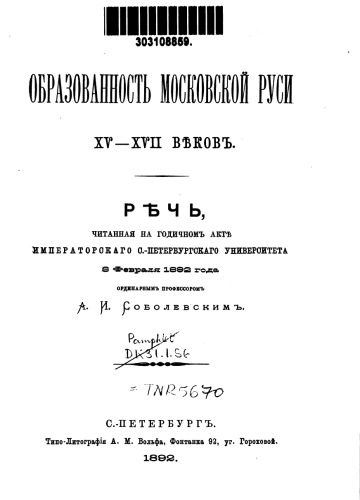 303108859.
ОБРАЗОВАННОСТЬ МОСКОВСКОЙ РУСИ
XV—XVII ВѢКОВЪ.
РѢЧЬ,
ЧИТАННАЯ НА ГОДИЧНОМЪ АКТѢ
ИМПЕРАТОРСКАГО С.-ПЕТЕРБУРГСКАГО УНИВЕРСИТЕТА
8 Февраля 1892 года
ОРДИНАРНЫМЪ ПРОФЕССОРОМЪ
А. И. СОБОЛЕВСКИМЪ.
Pamphlet
DK31.1.S6
= TNR5670
С.-ПЕТЕРБУРГЪ.
Типо-Литографія А. М. Вольфа, Фонтанка 92, уг. Гороховой.
1892.